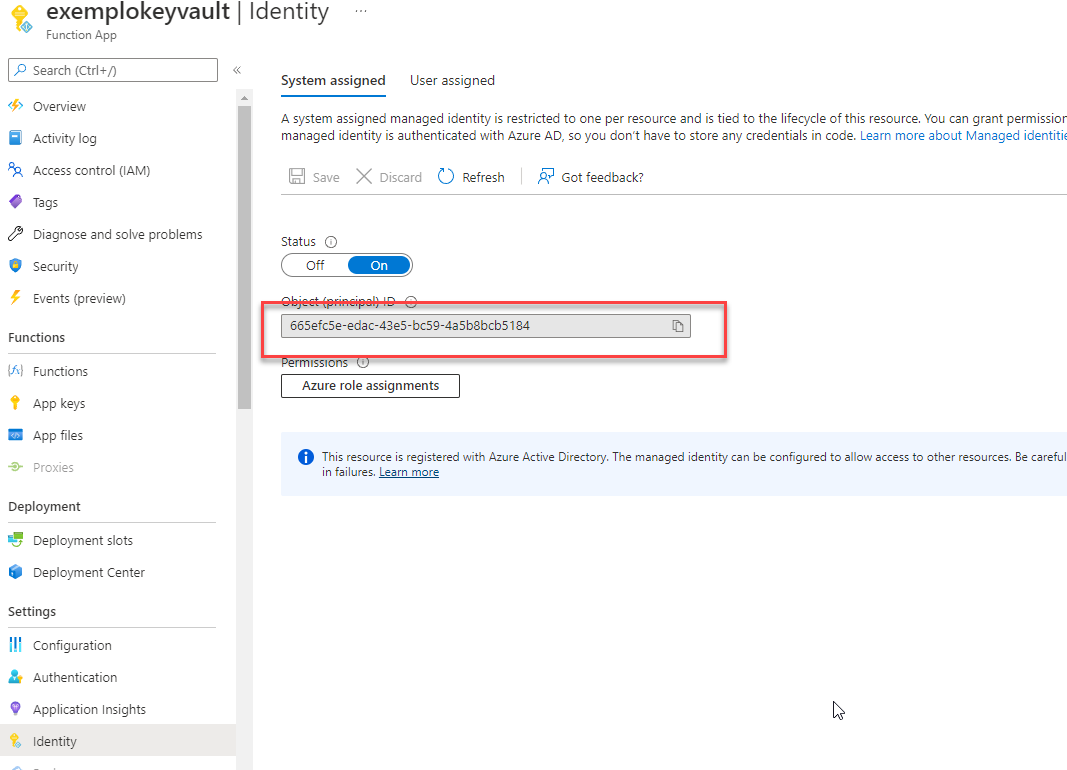 exemplokeyvault | Identity ...
Function App
Search (Ctrl+/)
«
Overview
Activity log
Access control (IAM)
Tags
Diagnose and solve problems
Security
Events (preview)
Functions
Functions
App keys
App files
Proxies
Deployment
Deployment slots
Deployment Center
Settings
Configuration
Authentication
Application Insights
Identity
System assigned User assigned
A system assigned managed identity is restricted to one per resource and is tied to the lifecycle of this resource. You can grant permission
managed identity is authenticated with Azure AD, so you don't have to store any credentials in code. Learn more about Managed identitie
Save Discard Refresh Got feedback?
Status
Off On
Object (principal) ID
665efc5e-edac-43e5-bc59-4a5b8bcb5184
Permissions
Azure role assignments
This resource is registered with Azure Active Directory. The managed identity can be configured to allow access to other resources. Be careful
in failures. Learn more